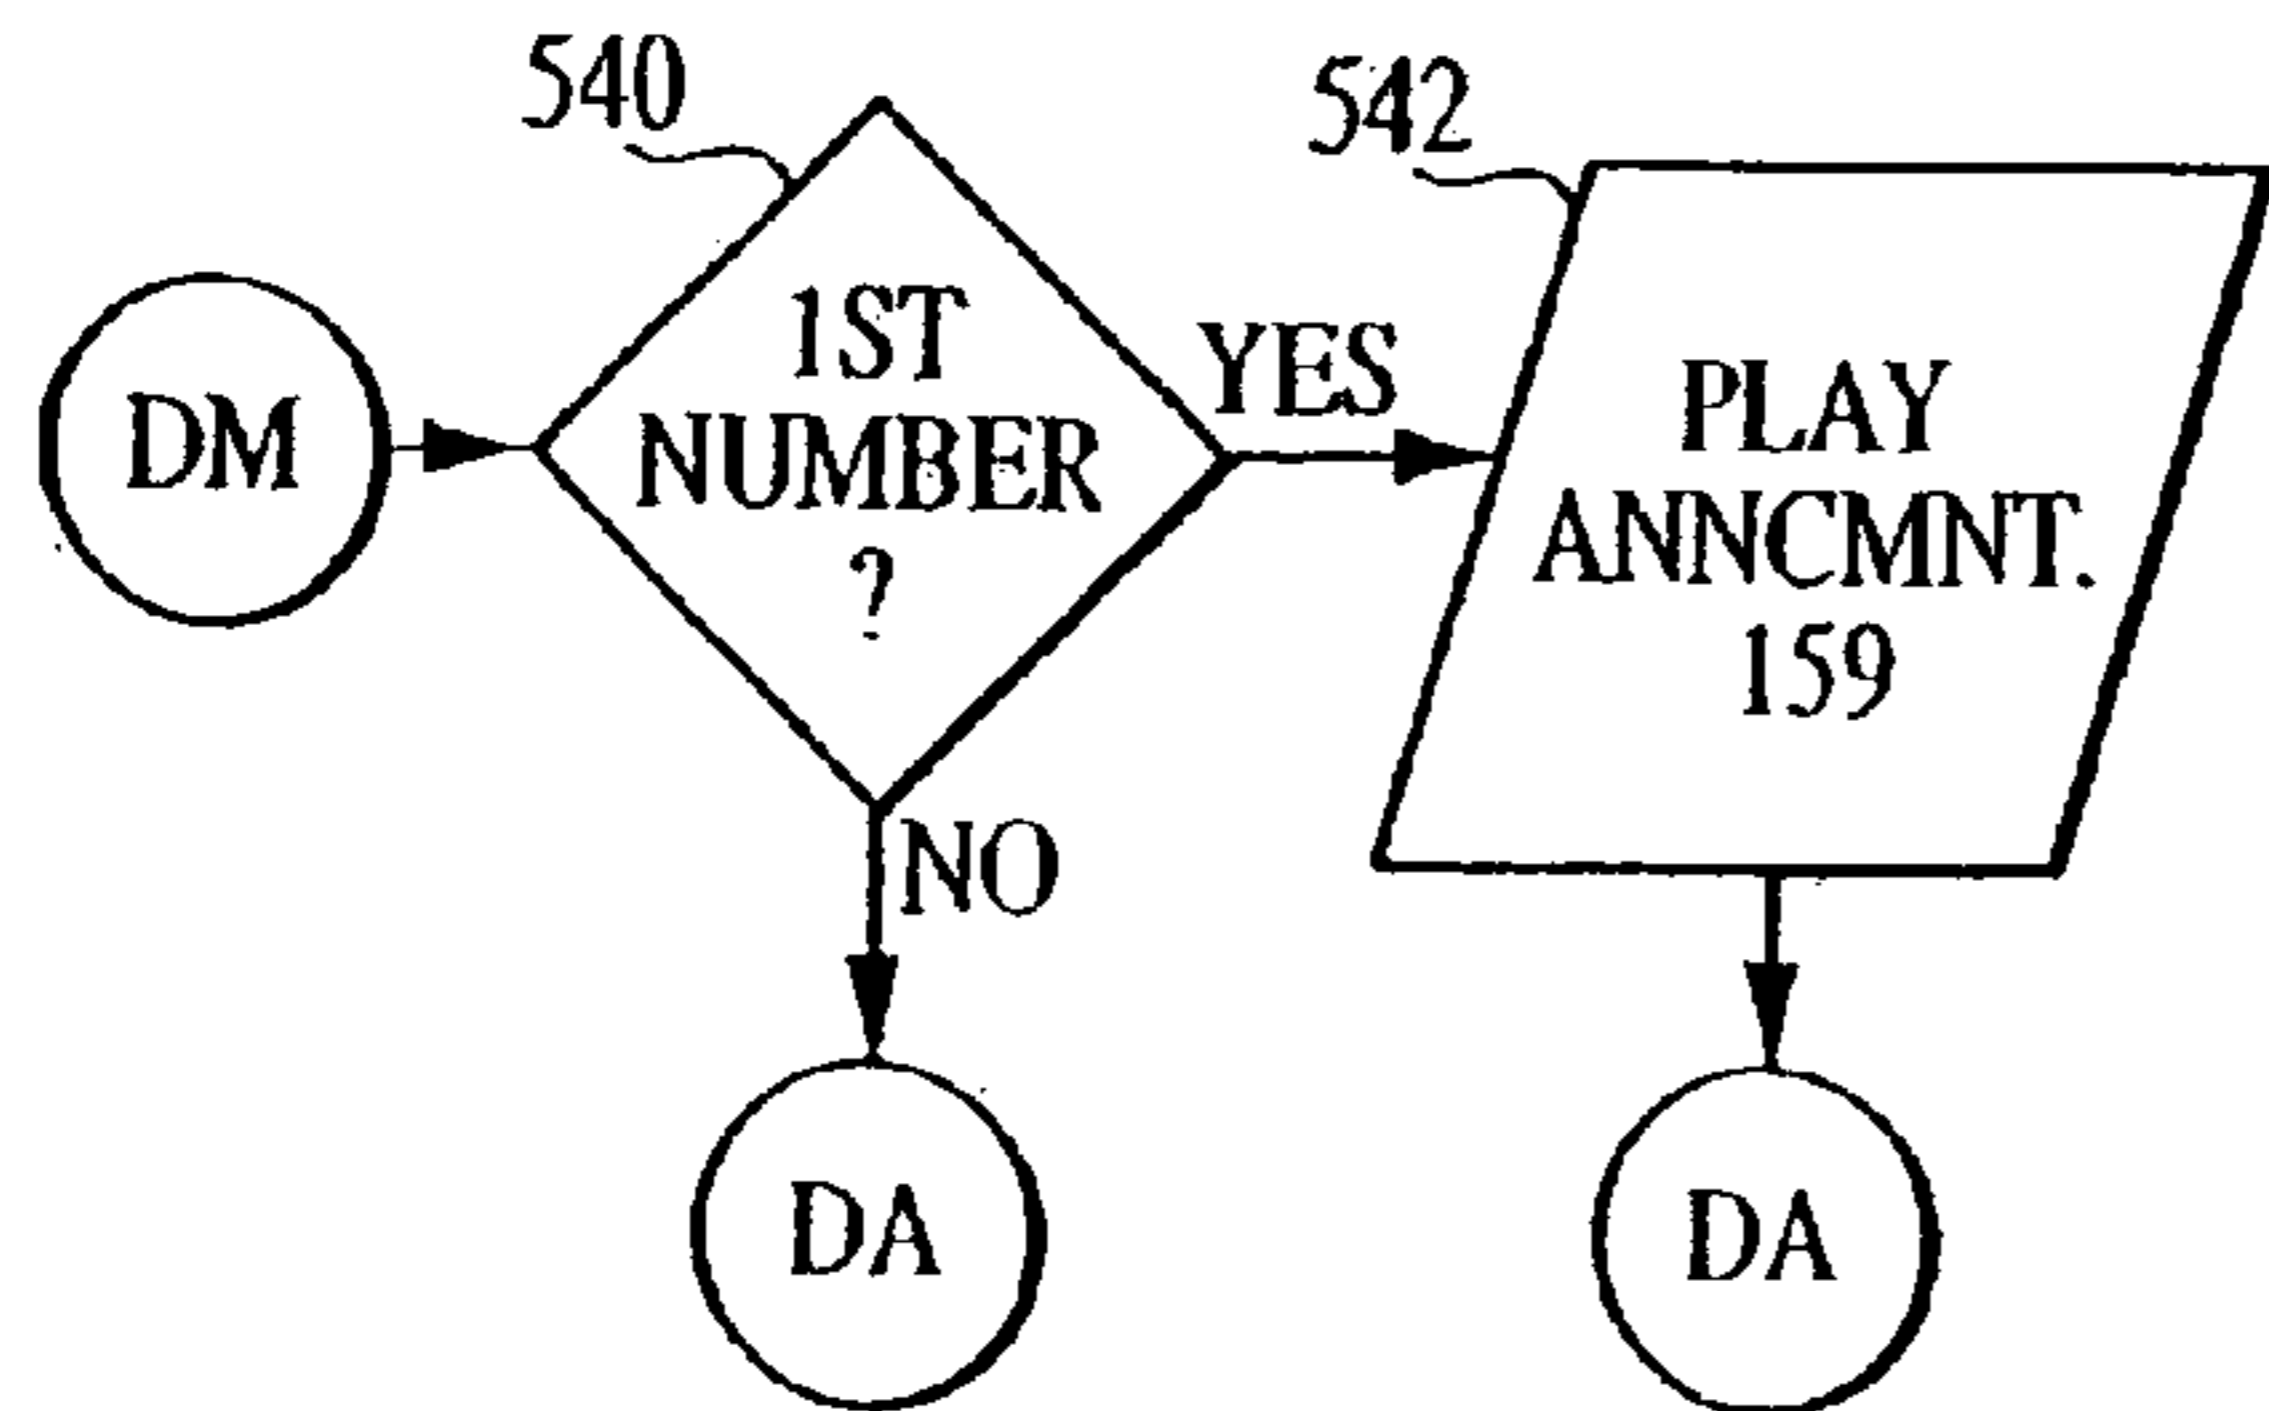 540
542
DM
1ST
NUMBER
?
YES
PLAY
ANNCMNT.
159
NO
DA
DA